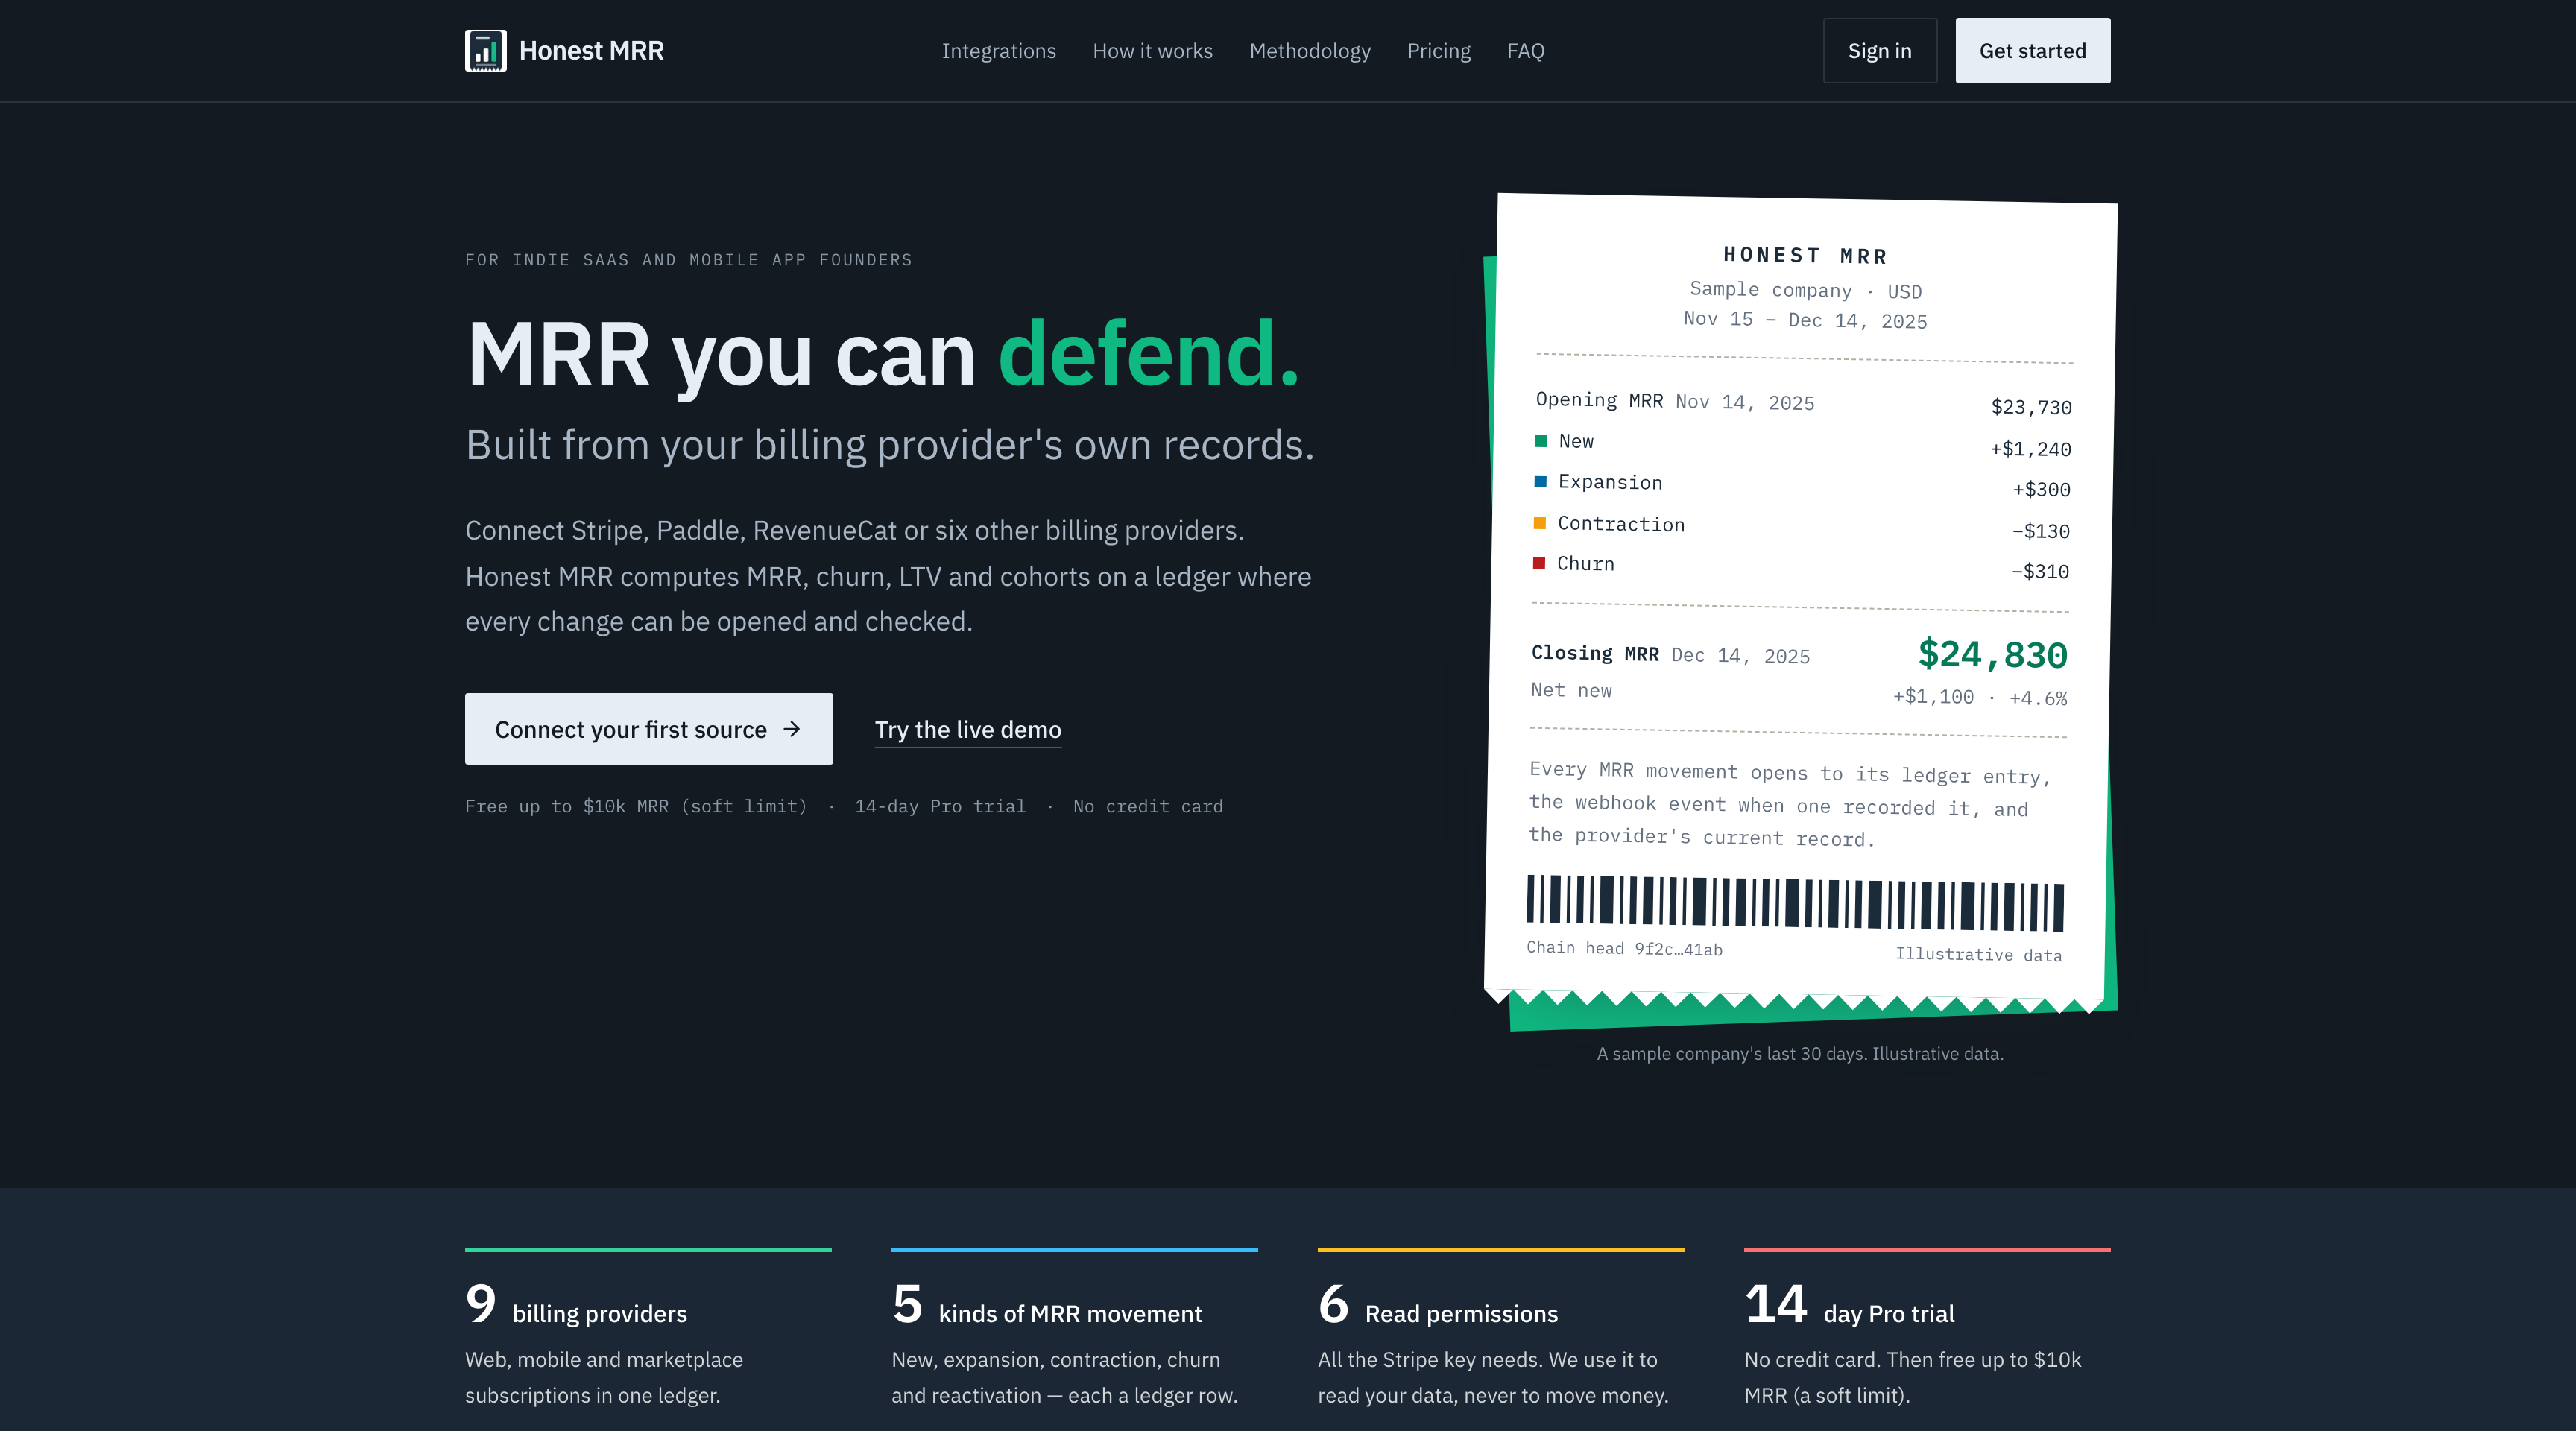 Honest MRR
Integrations How it works Methodology Pricing FAQ
Sign in Get started
FOR INDIE SAAS AND MOBILE APP FOUNDERS
MRR you can defend.
Built from your billing provider's own records.
Connect Stripe, Paddle, RevenueCat or six other billing providers.
Honest MRR computes MRR, churn, LTV and cohorts on a ledger where
every change can be opened and checked.
Connect your first source → Try the live demo
Free up to $10k MRR (soft limit) · 14-day Pro trial · No credit card
HONEST MRR
Sample company · USD
Nov 15 – Dec 14, 2025
Opening MRR Nov 14, 2025 $23,730
New +$1,240
Expansion +$300
Contraction −$130
Churn −$310
Closing MRR Dec 14, 2025 $24,830
Net new +$1,100 · +4.6%
Every MRR movement opens to its ledger entry,
the webhook event when one recorded it, and
the provider's current record.
Chain head 9f2c…41ab Illustrative data
A sample company's last 30 days. Illustrative data.
9 billing providers
Web, mobile and marketplace
subscriptions in one ledger.
5 kinds of MRR movement
New, expansion, contraction, churn
and reactivation — each a ledger row.
6 Read permissions
All the Stripe key needs. We use it to
read your data, never to move money.
14 day Pro trial
No credit card. Then free up to $10k
MRR (a soft limit).